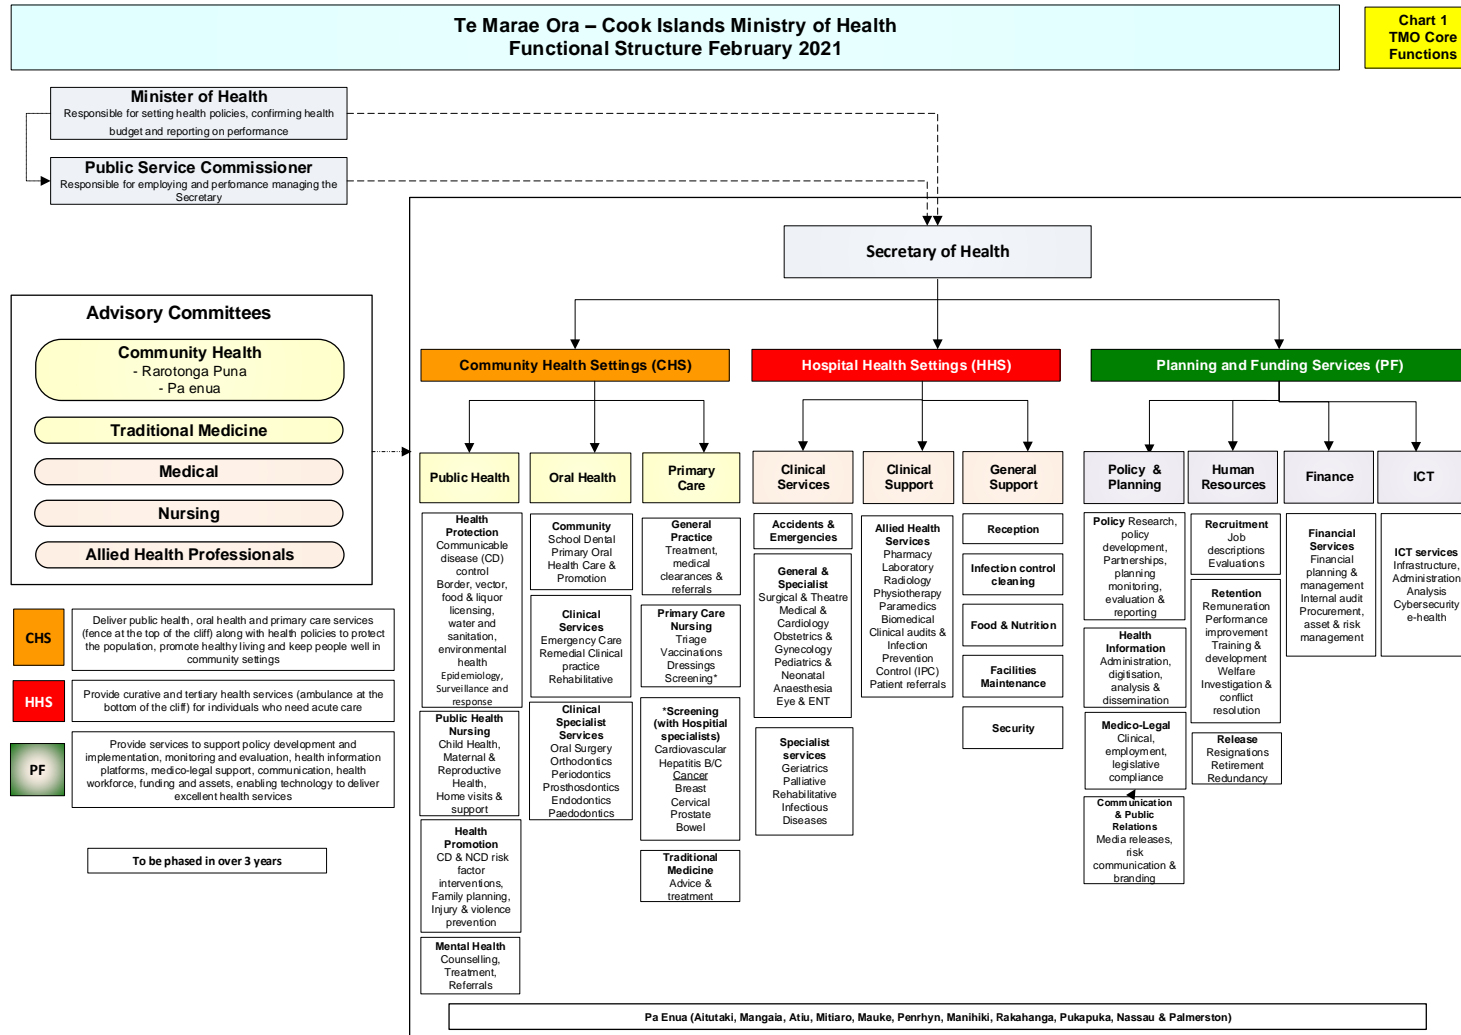 Te Marae Ora – Cook Islands Ministry of Health
Functional Structure February 2021
Chart 1
TMO Core
Functions
Minister of Health
Responsible for setting health policies, confirming health
budget and reporting on performance
Public Service Commissioner
Responsible for employing and perfomance managing the
Secretary
Secretary of Health
Advisory Committees
Community Health
- Rarotonga Puna
- Pa enua
Traditional Medicine
Medical
Nursing
Allied Health Professionals
CHS
Deliver public health, oral health and primary care services
(fence at the top of the cliff) along with health policies to protect
the population, promote healthy living and keep people well in
community settings
HHS
Provide curative and tertiary health services (ambulance at the
bottom of the cliff) for individuals who need acute care
PF
Provide services to support policy development and
implementation, monitoring and evaluation, health information
platforms, medico-legal support, communication, health
workforce, funding and assets, enabling technology to deliver
excellent health services
To be phased in over 3 years
Community Health Settings (CHS)
Public Health
Health
Protection
Communicable
disease (CD)
control
Border, vector,
food & liquor
licensing,
water and
sanitation,
environmental
health
Epidemiology,
Surveillance and
response
Public Health
Nursing
Child Health,
Maternal &
Reproductive
Health,
Home visits &
support
Health
Promotion
CD & NCD risk
factor
interventions,
Family planning,
Injury & violence
prevention
Mental Health
Counselling,
Treatment,
Referrals
Oral Health
Community
School Dental
Primary Oral
Health Care &
Promotion
Clinical
Services
Emergency Care
Remedial Clinical
practice
Rehabilitative
Clinical
Specialist
Services
Oral Surgery
Orthodontics
Periodontics
Prosthosdontics
Endodontics
Paedodontics
Primary
Care
General
Practice
Treatment,
medical
clearances &
referrals
Primary Care
Nursing
Triage
Vaccinations
Dressings
Screening*
*Screening
(with Hospitial
specialists)
Cardiovascular
Hepatitis B/C
Cancer
Breast
Cervical
Prostate
Bowel
Traditional
Medicine
Advice &
treatment
Hospital Health Settings (HHS)
Clinical
Services
Accidents &
Emergencies
General &
Specialist
Surgical & Theatre
Medical &
Cardiology
Obstetrics &
Gynecology
Pediatrics &
Neonatal
Anaesthesia
Eye & ENT
Specialist
services
Geriatrics
Palliative
Rehabilitative
Infectious
Diseases
Clinical
Support
Allied Health
Services
Pharmacy
Laboratory
Radiology
Physiotherapy
Paramedics
Biomedical
Clinical audits &
Infection
Prevention
Control (IPC)
Patient referrals
General
Support
Reception
Infection control
cleaning
Food & Nutrition
Facilities
Maintenance
Security
Planning and Funding Services (PF)
Policy &
Planning
Policy Research,
policy
development,
Partnerships,
planning
monitoring,
evaluation &
reporting
Health
Information
Administration,
digitisation,
analysis &
dissemination
Medico-Legal
Clinical,
employment,
legislative
compliance
Communication
& Public
Relations
Media releases,
risk
communication &
branding
Human
Resources
Recruitment
Job
descriptions
Evaluations
Retention
Remuneration
Performance
improvement
Training &
development
Welfare
Investigation &
conflict
resolution
Release
Resignations
Retirement
Redundancy
Finance
Financial
Services
Financial
planning &
management
Internal audit
Procurement,
asset & risk
management
ICT
ICT services
Infrastructure,
Administration
Analysis
Cybersecurity
e-health
Pa Enua (Aitutaki, Mangaia, Atiu, Mitiaro, Mauke, Penrhyn, Manihiki, Rakahanga, Pukapuka, Nassau & Palmerston)